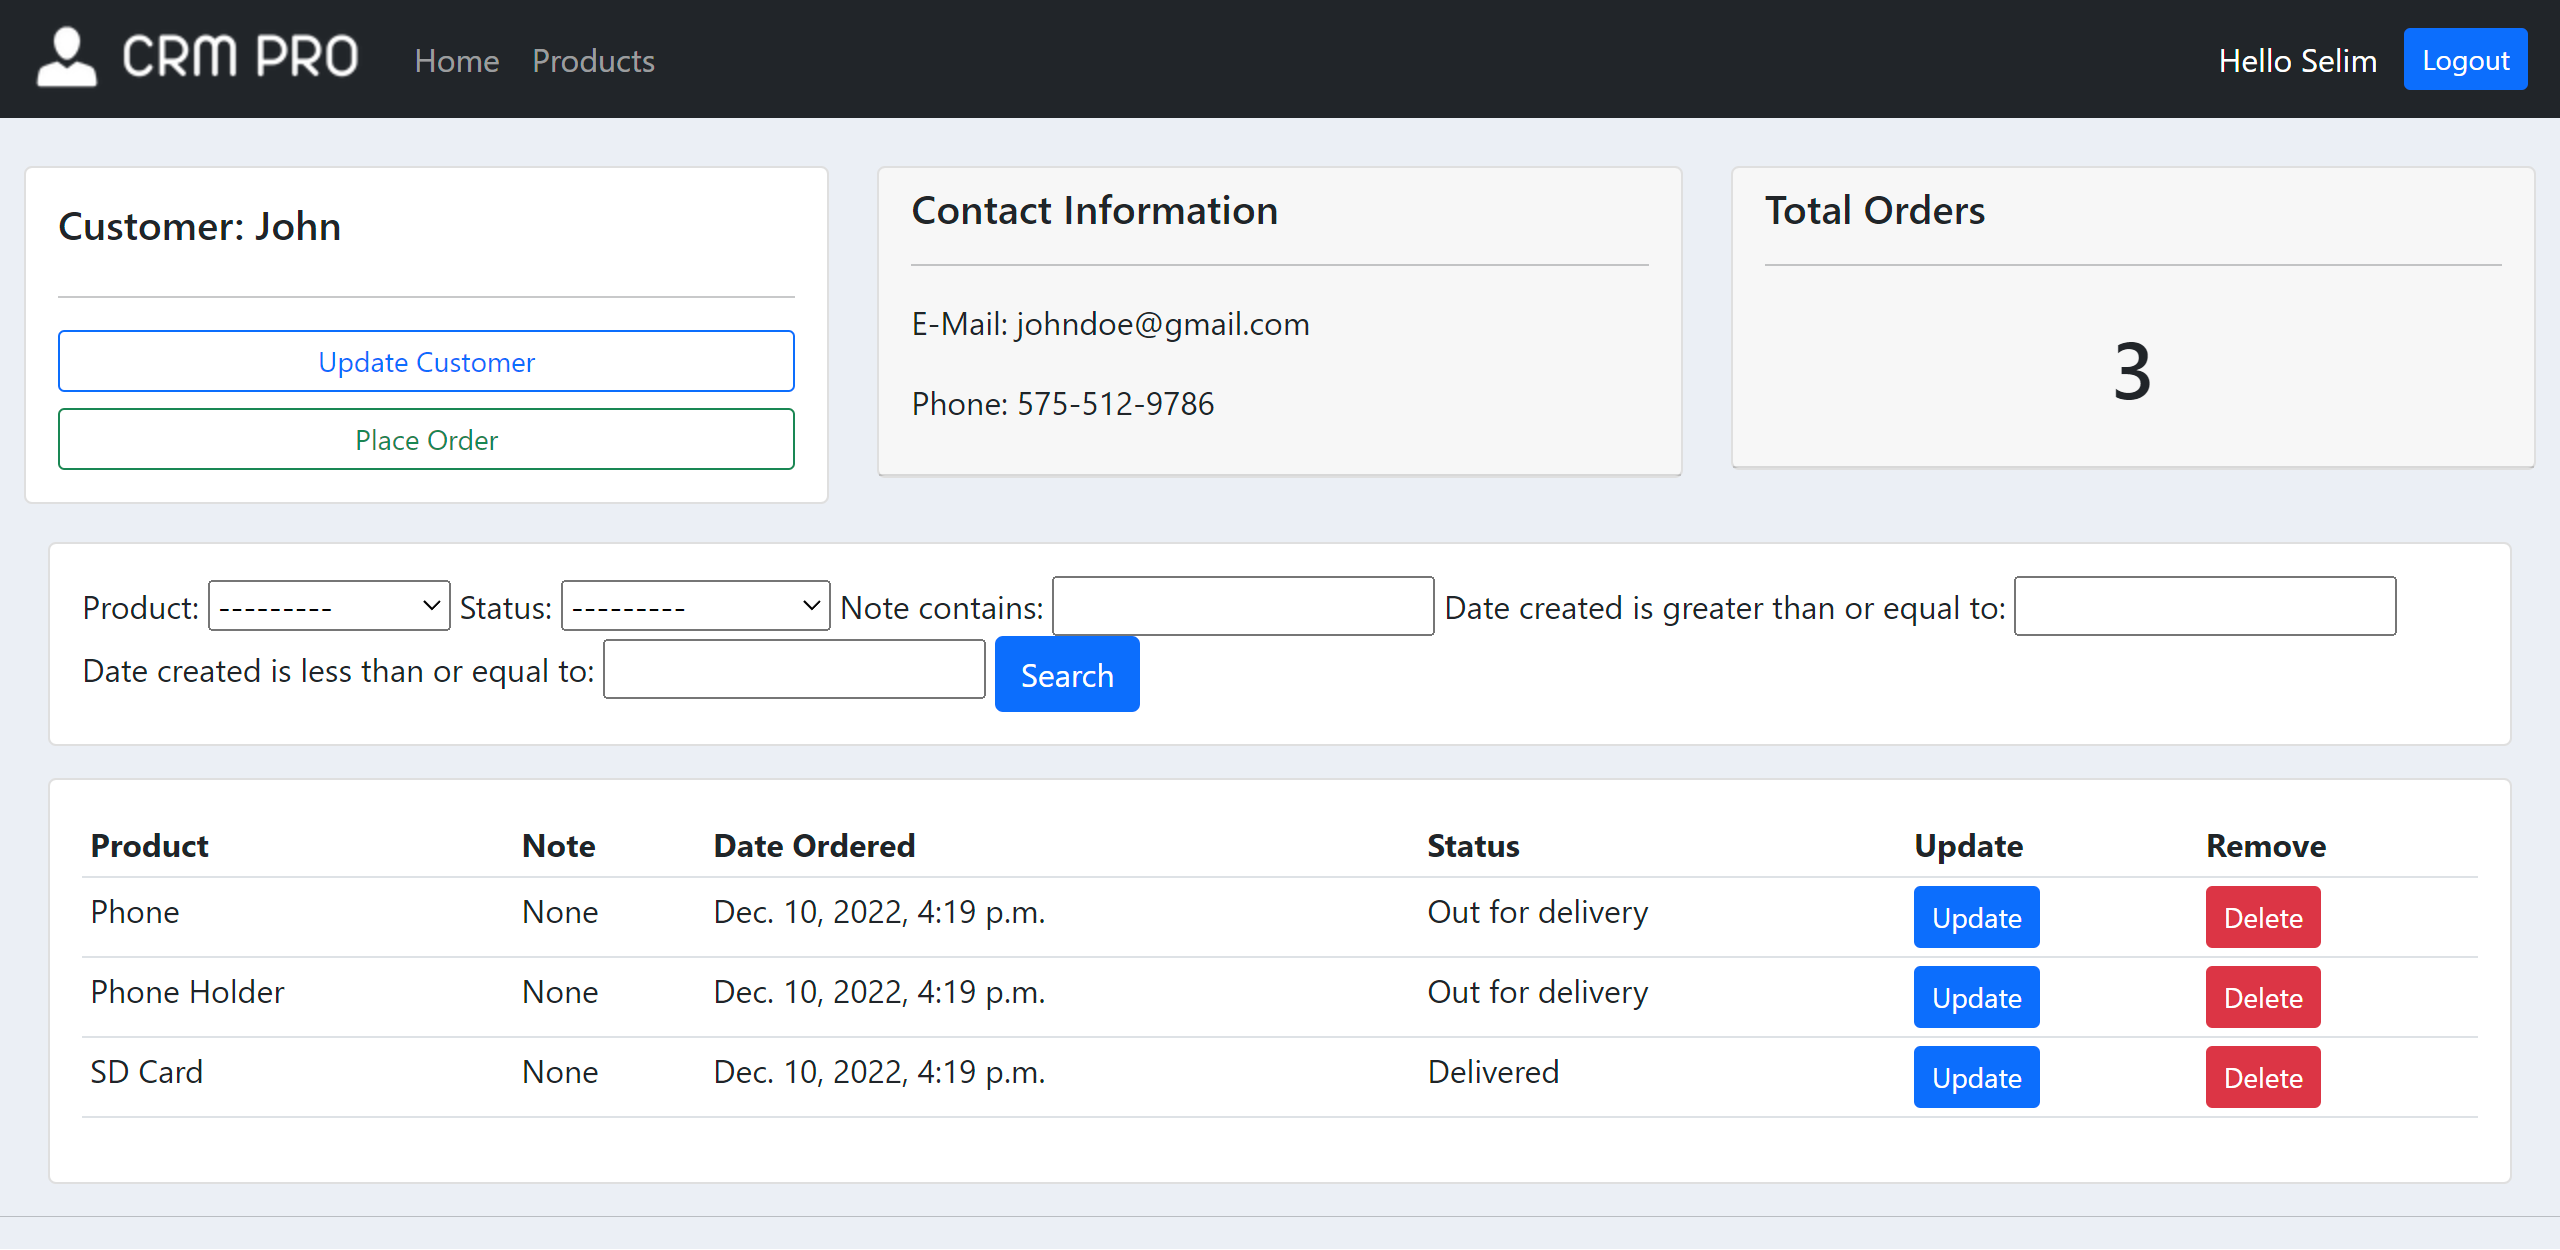 CRM PRO Home Products Hello Selim Logout
Customer: John
Update Customer
Place Order
Contact Information
E-Mail: johndoe@gmail.com
Phone: 575-512-9786
Total Orders
3
Product: --------- Status: --------- Note contains: Date created is greater than or equal to:
Date created is less than or equal to: Search
Product Note Date Ordered Status Update Remove
Phone None Dec. 10, 2022, 4:19 p.m. Out for delivery Update Delete
Phone Holder None Dec. 10, 2022, 4:19 p.m. Out for delivery Update Delete
SD Card None Dec. 10, 2022, 4:19 p.m. Delivered Update Delete